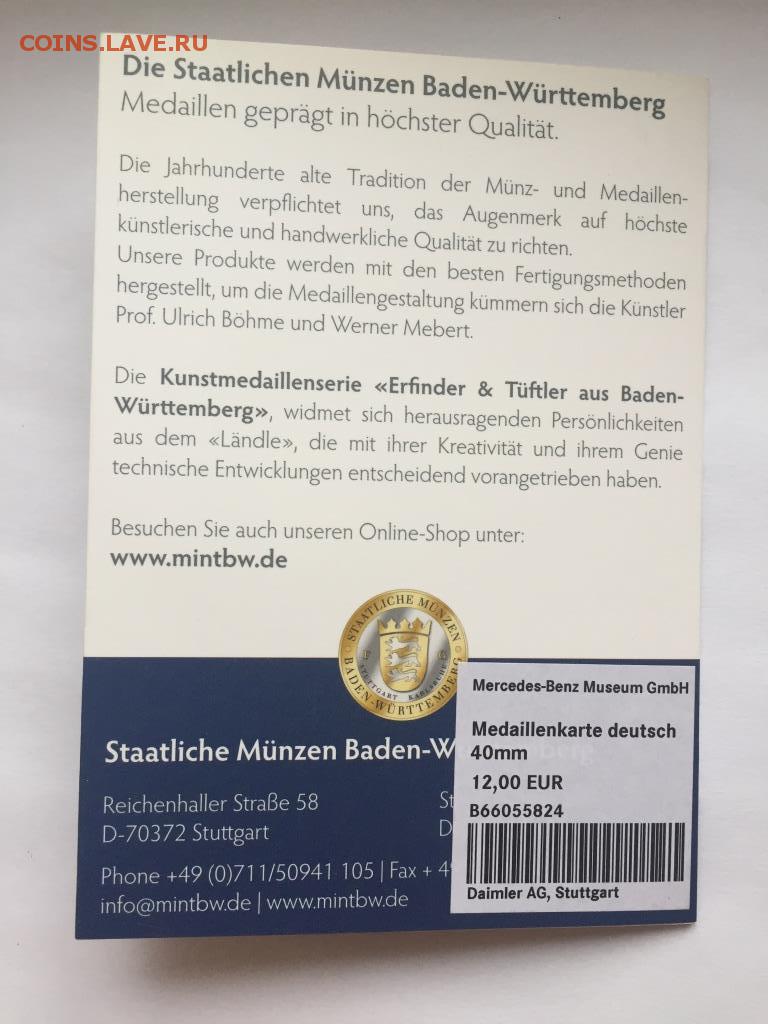 COINS.LAVE.RU
Die Staatlichen Münzen Baden-Württemberg
Medaillen geprägt in höchster Qualität.
Die Jahrhunderte alte Tradition der Münz- und Medaillen-
herstellung verpflichtet uns, das Augenmerk auf höchste
künstlerische und handwerkliche Qualität zu richten.
Unsere Produkte werden mit den besten Fertigungsmethoden
hergestellt, um die Medaillengestaltung kümmern sich die Künstler
Prof. Ulrich Böhme und Werner Mebert.
Die Kunstmedaillenserie «Erfinder & Tüftler aus Baden-
Württemberg», widmet sich herausragenden Persönlichkeiten
aus dem «Ländle», die mit ihrer Kreativität und ihrem Genie
technische Entwicklungen entscheidend vorangetrieben haben.
Besuchen Sie auch unseren Online-Shop unter:
www.mintbw.de
STAATLICHE MÜNZEN
BADEN-WÜRTTEMBERG
F G
STUTTGART KARLSRUHE
Staatliche Münzen Baden-W
Reichenhaller Straße 58
D-70372 Stuttgart
St
D
Phone +49 (0)711/50941 105 | Fax + 4
info@mintbw.de | www.mintbw.de
Mercedes-Benz Museum GmbH
Medaillenkarte deutsch
40mm
12,00 EUR
B66055824
Daimler AG, Stuttgart